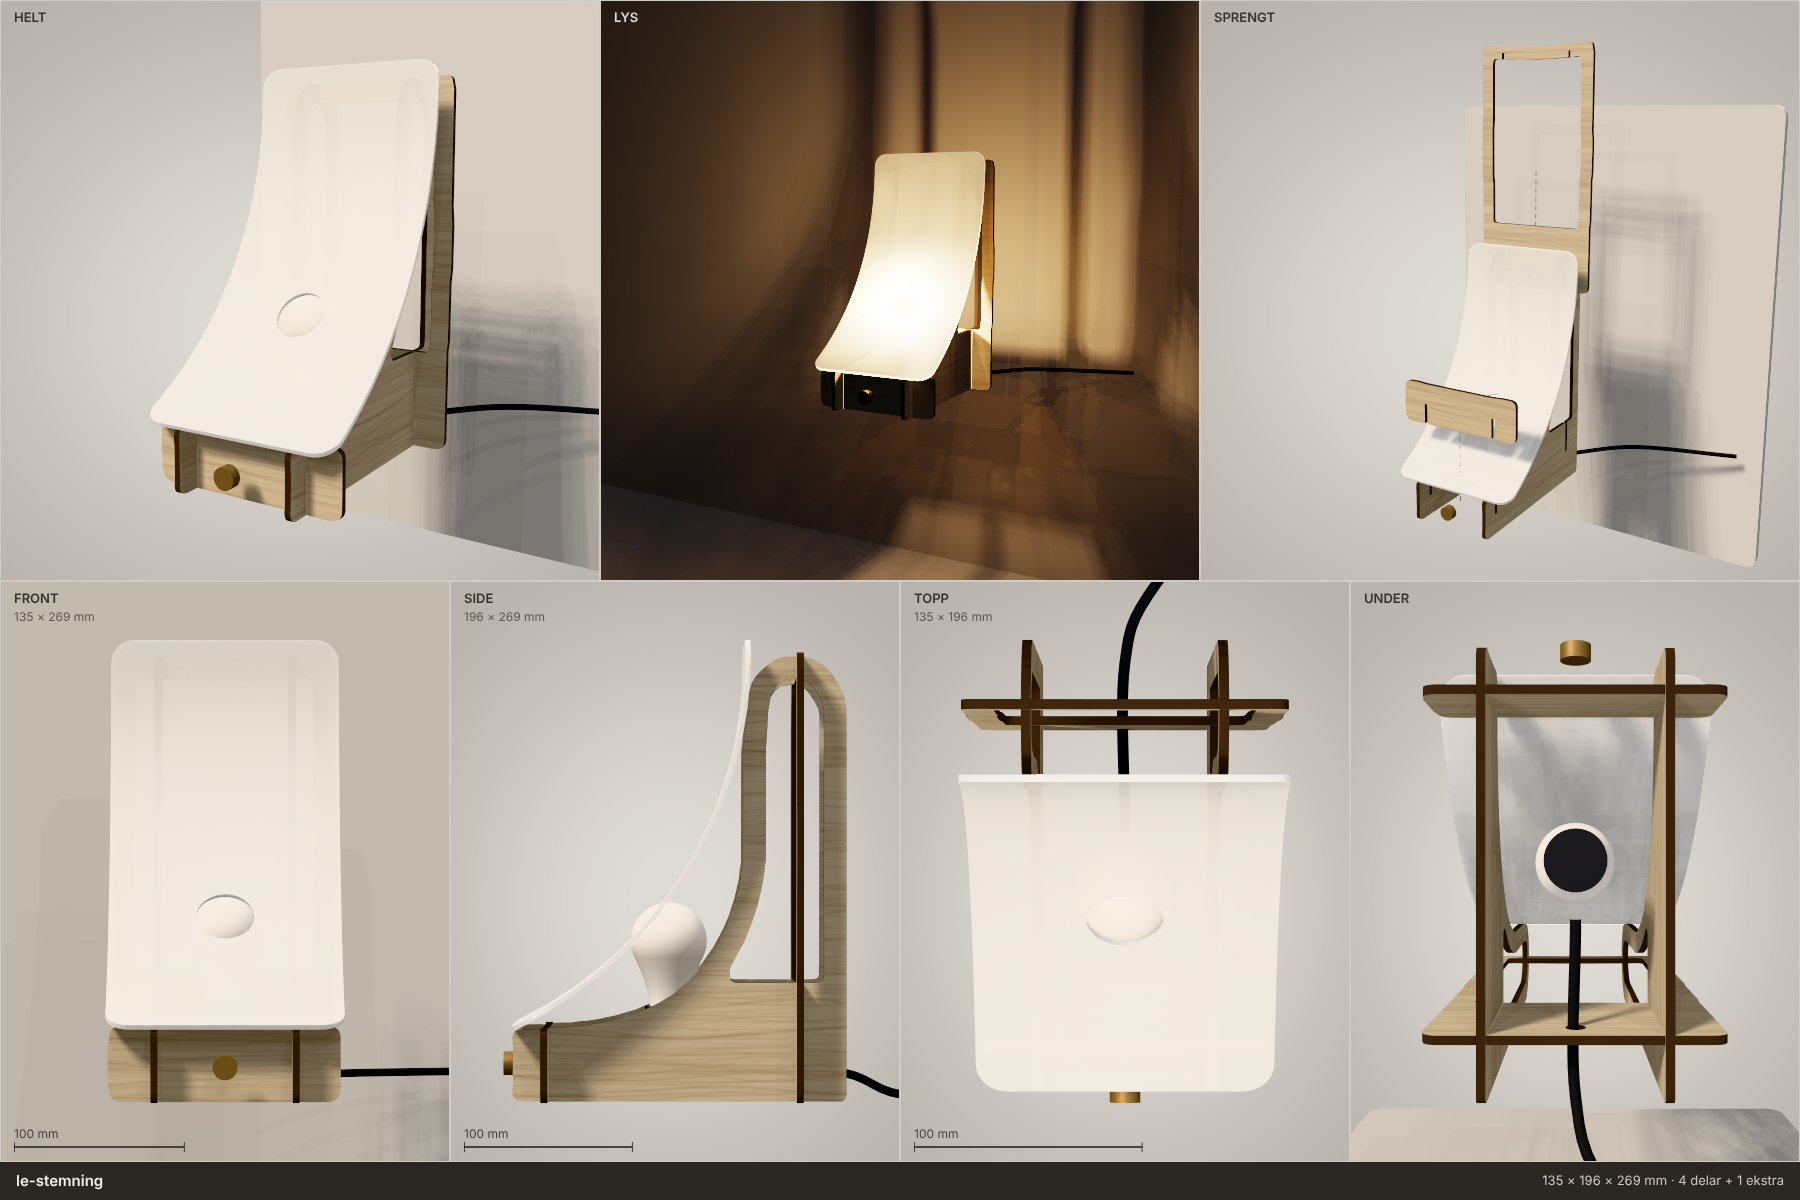 HELT
LYS
SPRENGT
FRONT
135 × 269 mm
SIDE
196 × 269 mm
TOPP
135 × 196 mm
UNDER
100 mm
100 mm
100 mm
le-stemning
135 × 196 × 269 mm · 4 delar + 1 ekstra